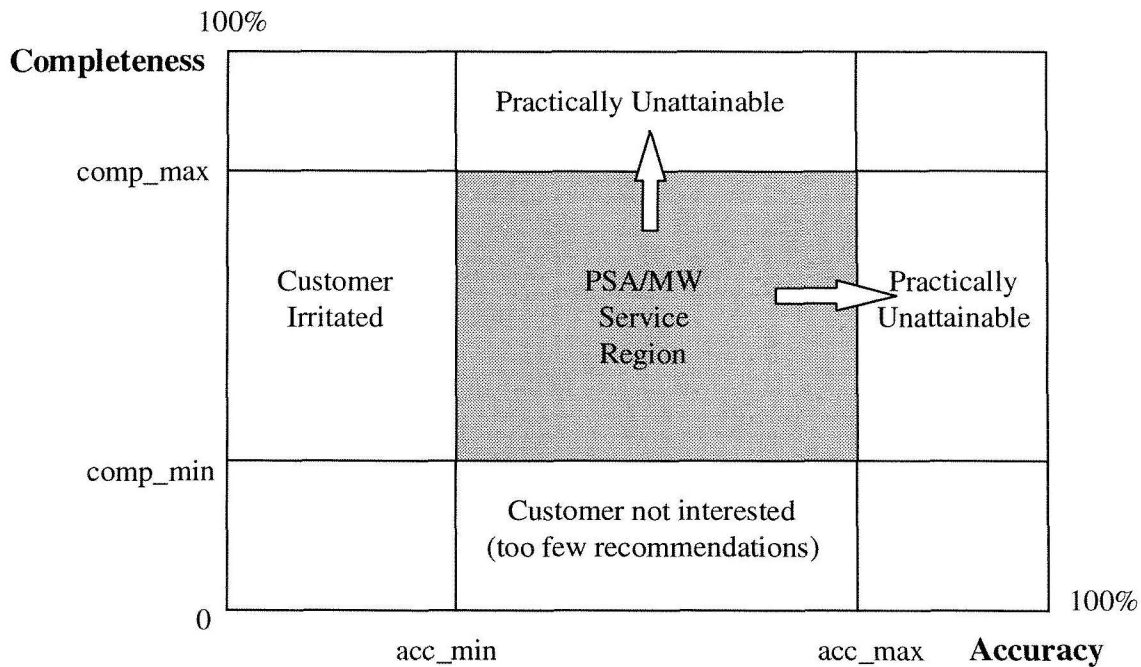 100%
Completeness
Practically Unattainable
comp_max
Customer
Irritated
PSA/MW
Service
Region
Practically
Unattainable
comp_min
Customer not interested
(too few recommendations)
0
100%
acc_min
acc_max
Accuracy